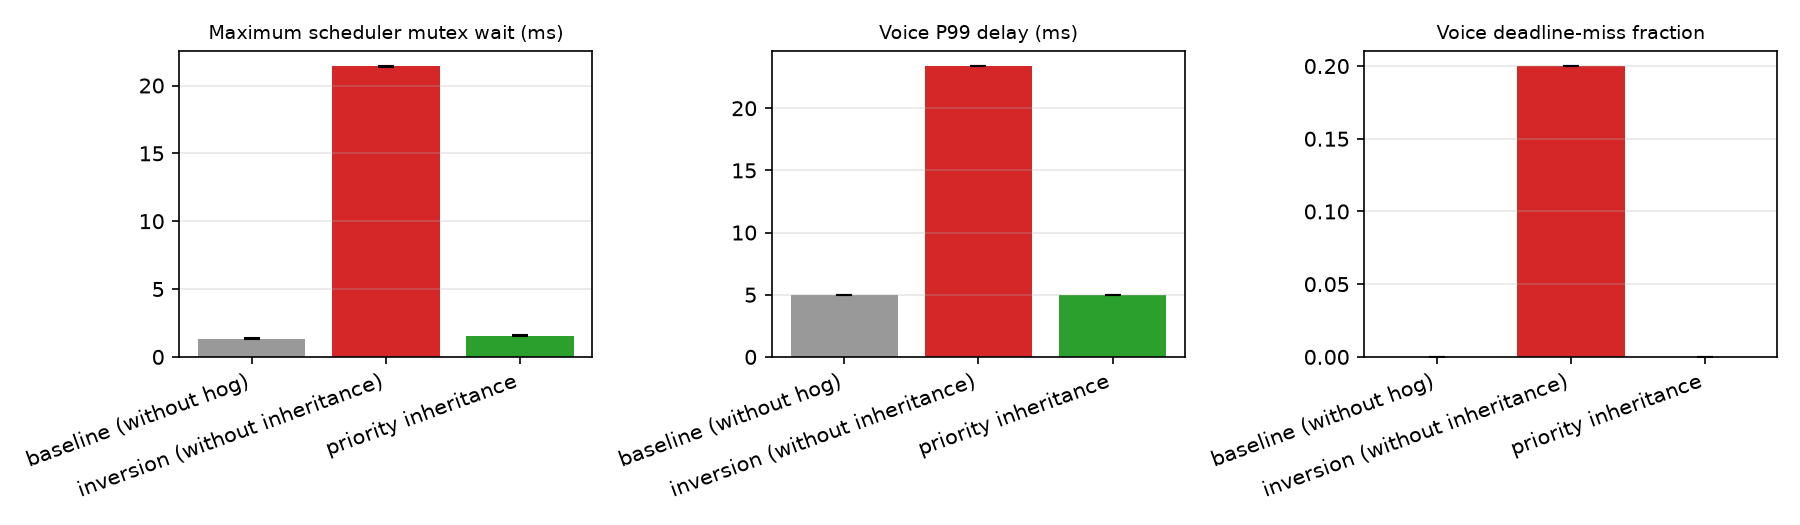 Maximum scheduler mutex wait (ms)
20
15
10
5
0
baseline (without hog)
inversion (without inheritance)
priority inheritance
Voice P99 delay (ms)
20
15
10
5
0
baseline (without hog)
inversion (without inheritance)
priority inheritance
Voice deadline-miss fraction
0.20
0.15
0.10
0.05
0.00
baseline (without hog)
inversion (without inheritance)
priority inheritance